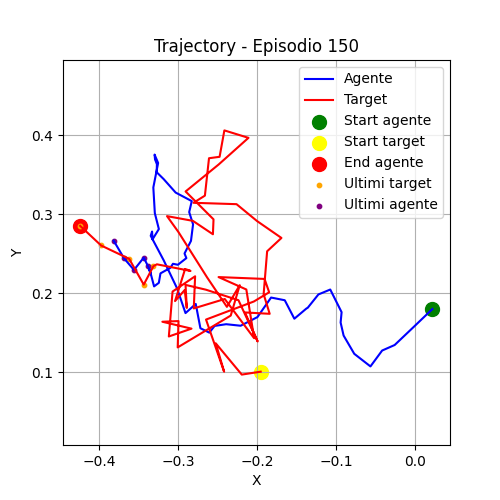 Trajectory - Episodio 150
Agente
Target
Start agente
Start target
End agente
Ultimi target
Ultimi agente
Y
0.4
0.3
0.2
0.1
−0.4 −0.3 −0.2 −0.1 0.0
X